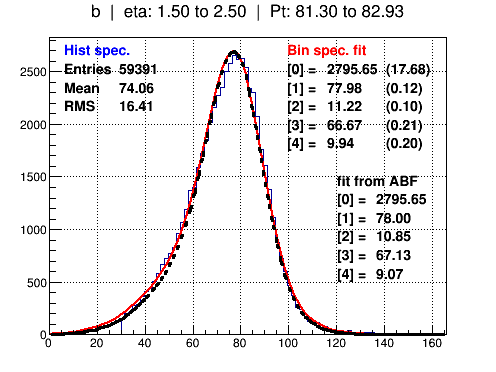 b | eta: 1.50 to 2.50 | Pt: 81.30 to 82.93
Hist spec.
Entries 59391
Mean 74.06
RMS 16.41
Bin spec. fit
[0] = 2795.65 (17.68)
[1] = 77.98 (0.12)
[2] = 11.22 (0.10)
[3] = 66.67 (0.21)
[4] = 9.94 (0.20)
fit from ABF
[0] = 2795.65
[1] = 78.00
[2] = 10.85
[3] = 67.13
[4] = 9.07
2500
2000
1500
1000
500
0
0 20 40 60 80 100 120 140 160